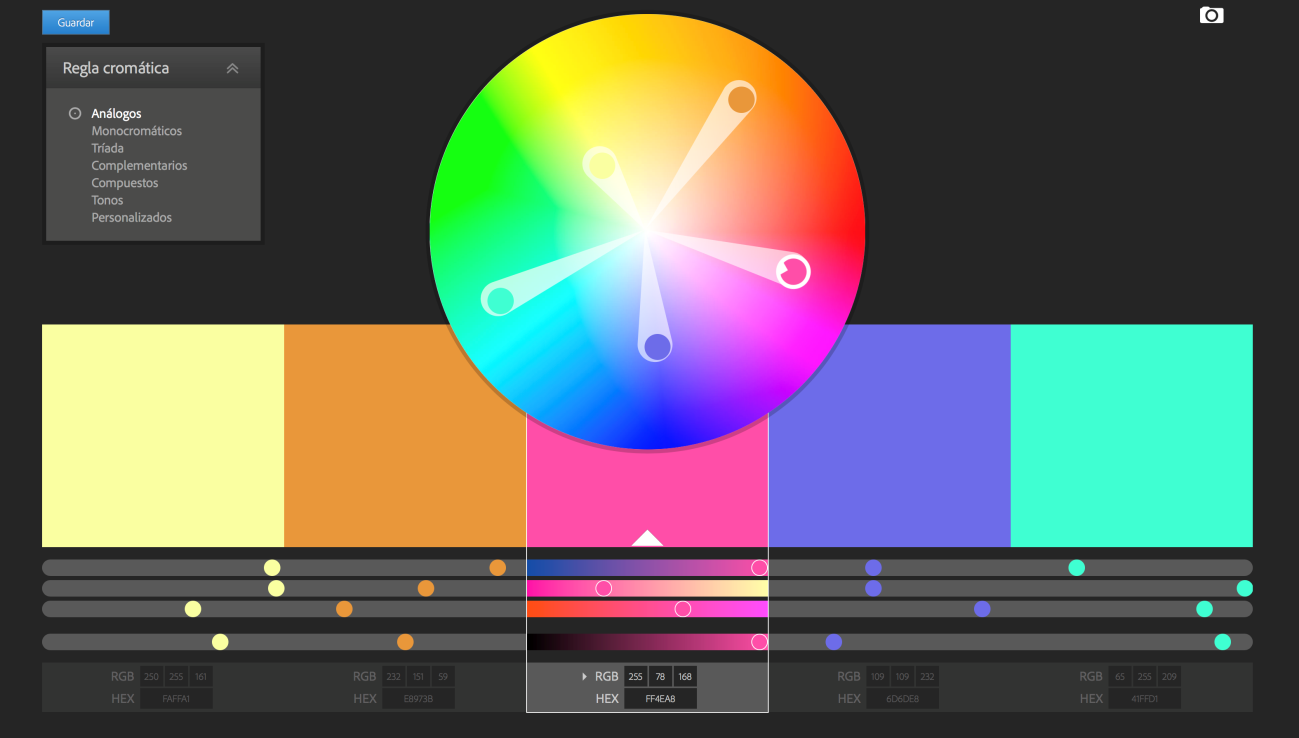 Guardar
Regla cromática
Análogos
Monocromáticos
Tríada
Complementarios
Compuestos
Tonos
Personalizados
RGB 250 255 161
HEX FAFFA1
RGB 232 151 59
HEX E8973B
RGB 255 78 168
HEX FF4EA8
RGB 109 109 232
HEX 6D6DE8
RGB 65 255 209
HEX 41FFD1